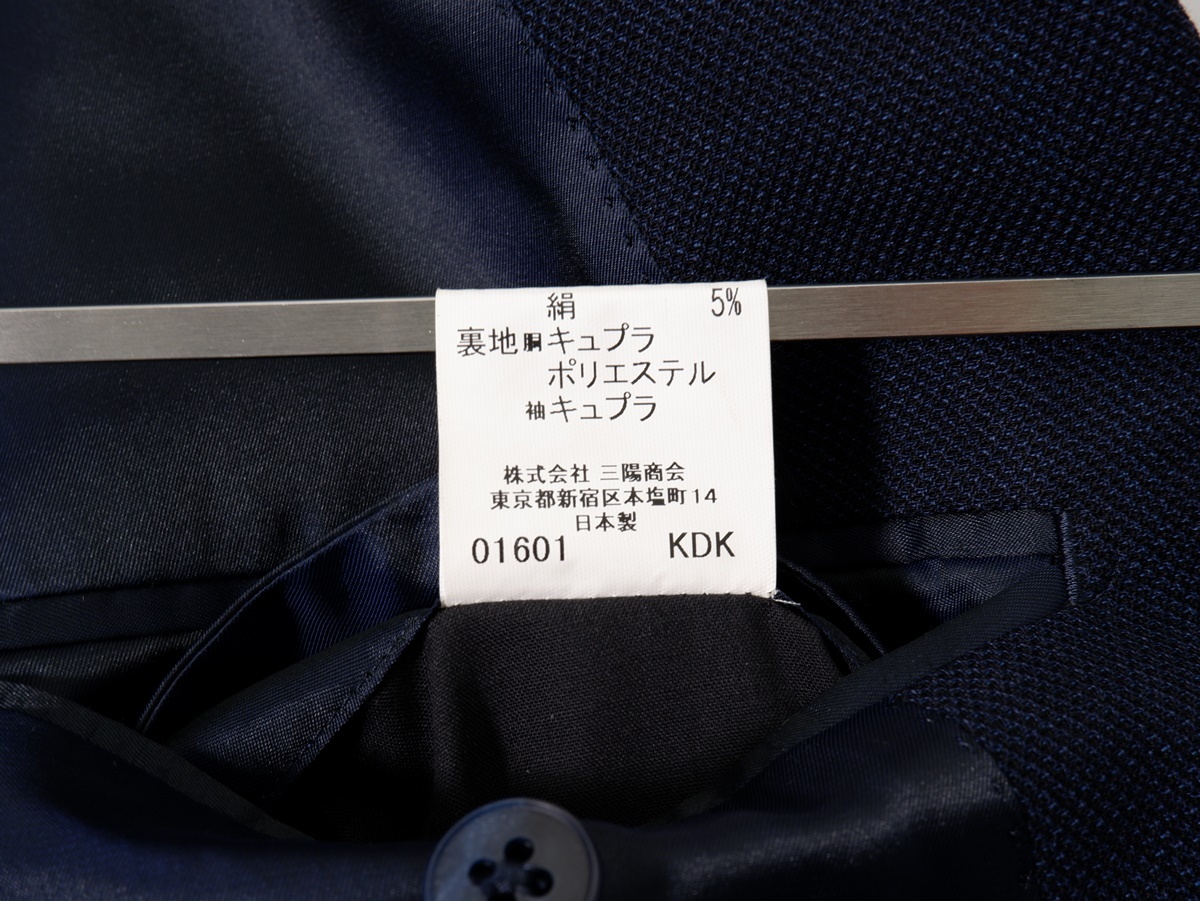 絹 5%
裏地 胴 キュプラ
ポリエステル
袖 キュプラ
株式会社 三陽商会
東京都新宿区本塩町14
日本製
01601 KDK